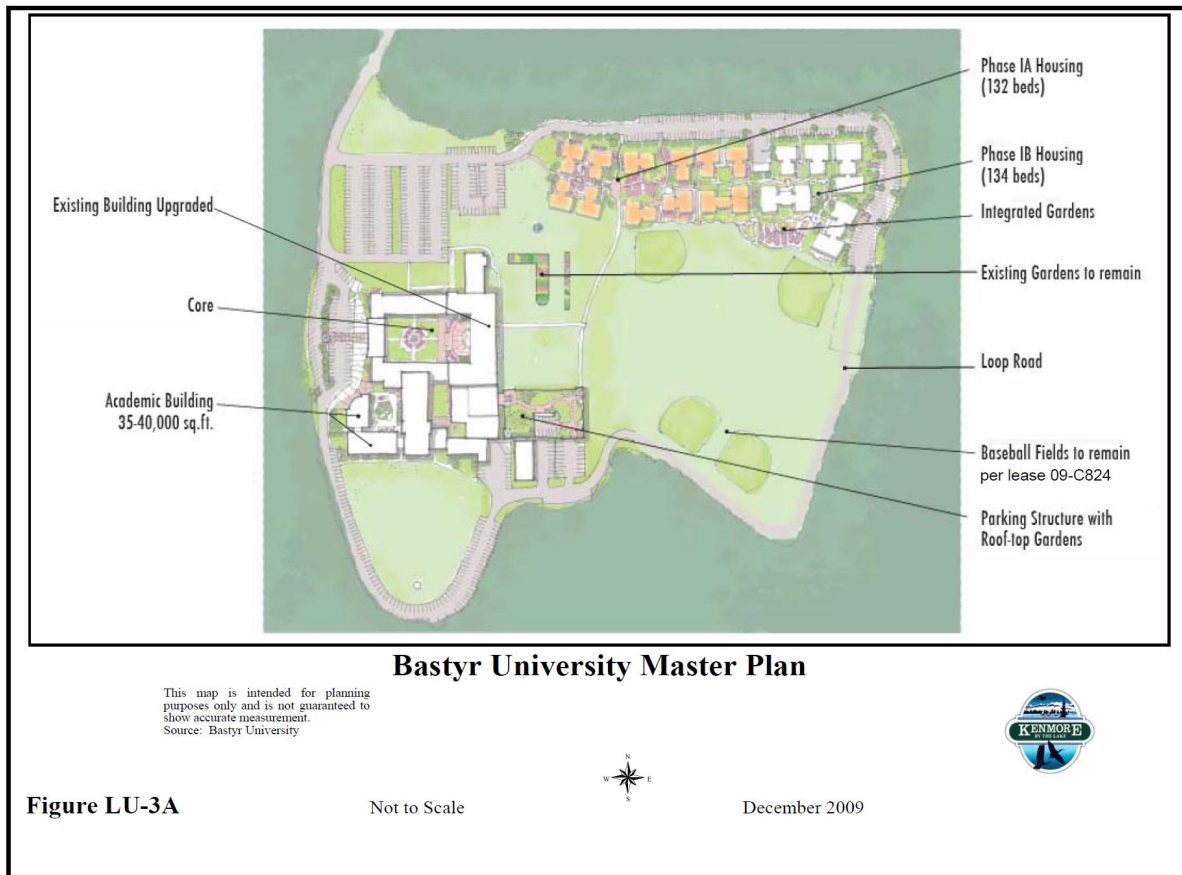 Phase IA Housing
(132 beds)
Phase IB Housing
(134 beds)
Integrated Gardens
Existing Gardens to remain
Loop Road
Baseball Fields to remain
per lease 09-C824
Parking Structure with
Roof-top Gardens
Existing Building Upgraded
Core
Academic Building
35-40,000 sq.ft.
Bastyr University Master Plan
This map is intended for planning
purposes only and is not guaranteed to
show accurate measurement.
Source: Bastyr University
KENMORE
BY THE LAKE
N
W E
S
Figure LU-3A
Not to Scale
December 2009